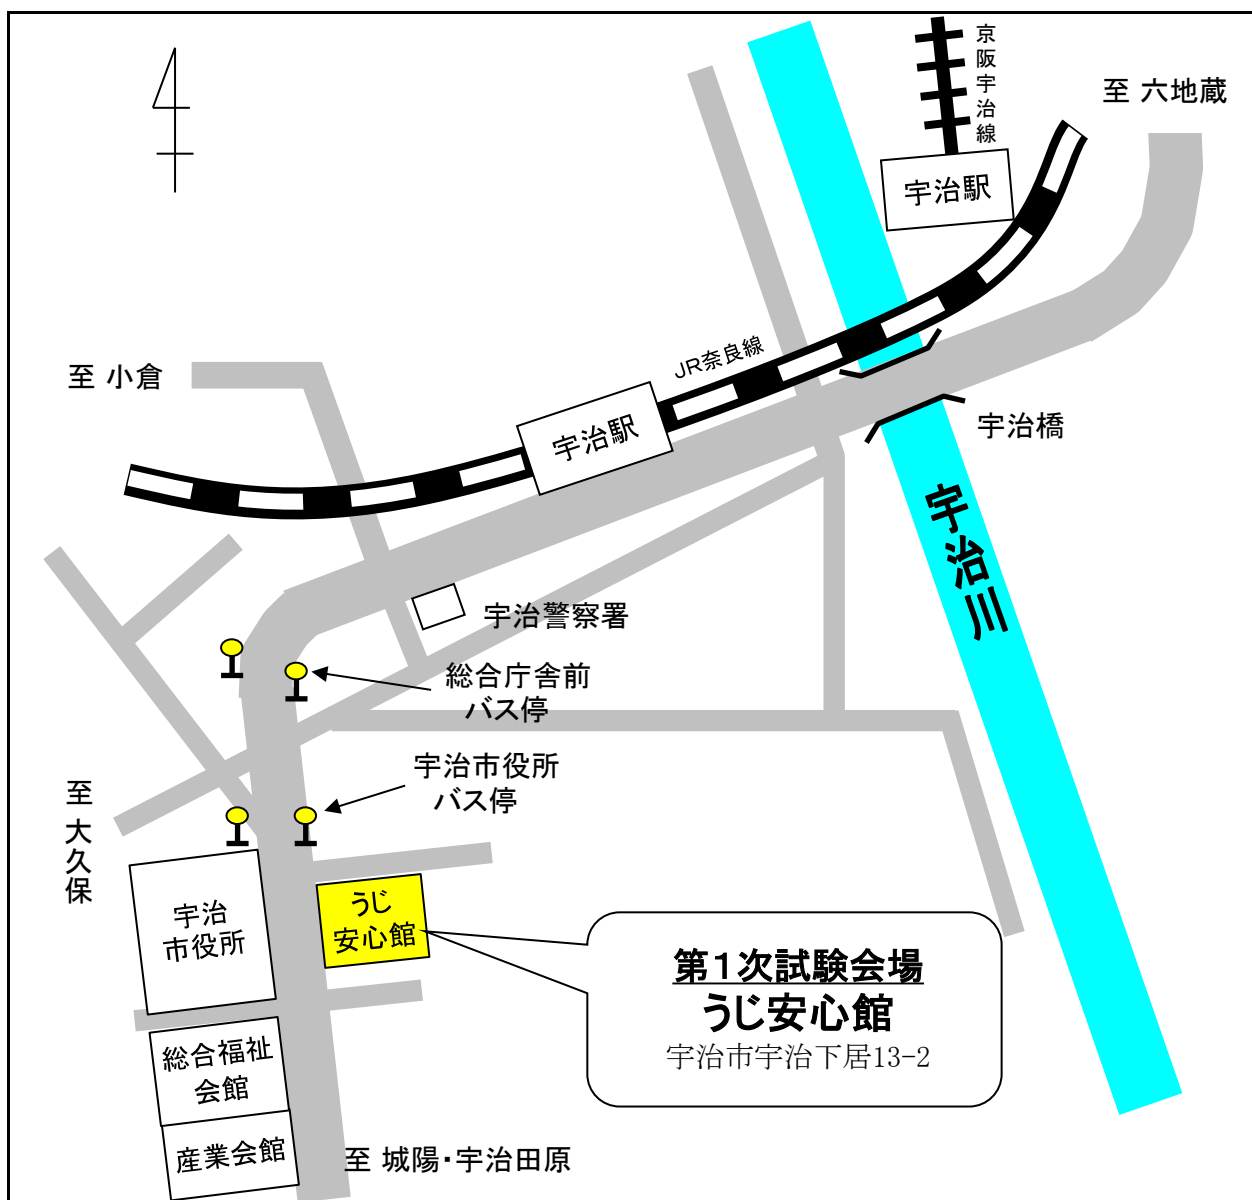 京阪宇治線
至 六地蔵
宇治駅
JR奈良線
至 小倉
宇治駅
宇治橋
宇治川
宇治警察署
総合庁舎前
バス停
宇治市役所
バス停
至 大久保
うじ
安心館
宇治
市役所
第1次試験会場
うじ安心館
宇治市宇治下居13-2
総合福祉
会館
産業会館
至 城陽・宇治田原